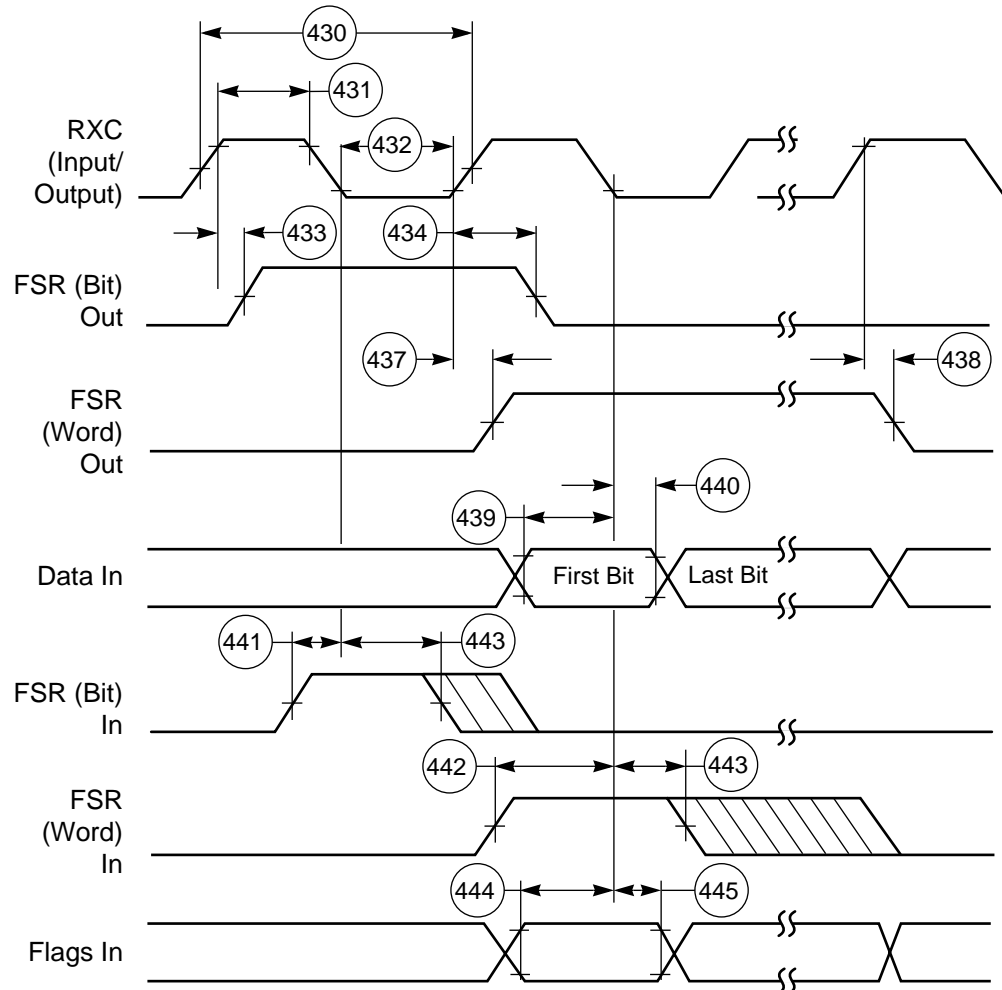 430
431
RXC
(Input/
Output)
432
433
434
FSR (Bit)
Out
437
438
FSR
(Word)
Out
439
440
Data In
First Bit
Last Bit
441
443
FSR (Bit)
In
442
443
FSR
(Word)
In
444
445
Flags In